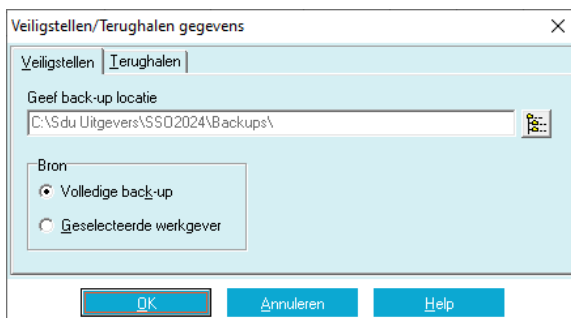 Veiligstellen/Terughalen gegevens
Veiligstellen Terughalen
Geef back-up locatie
C:\Sdu Uitgevers\SSO2024\Backups\
Bron
Volledige back-up
Geselecteerde werkgever
OK Annuleren Help